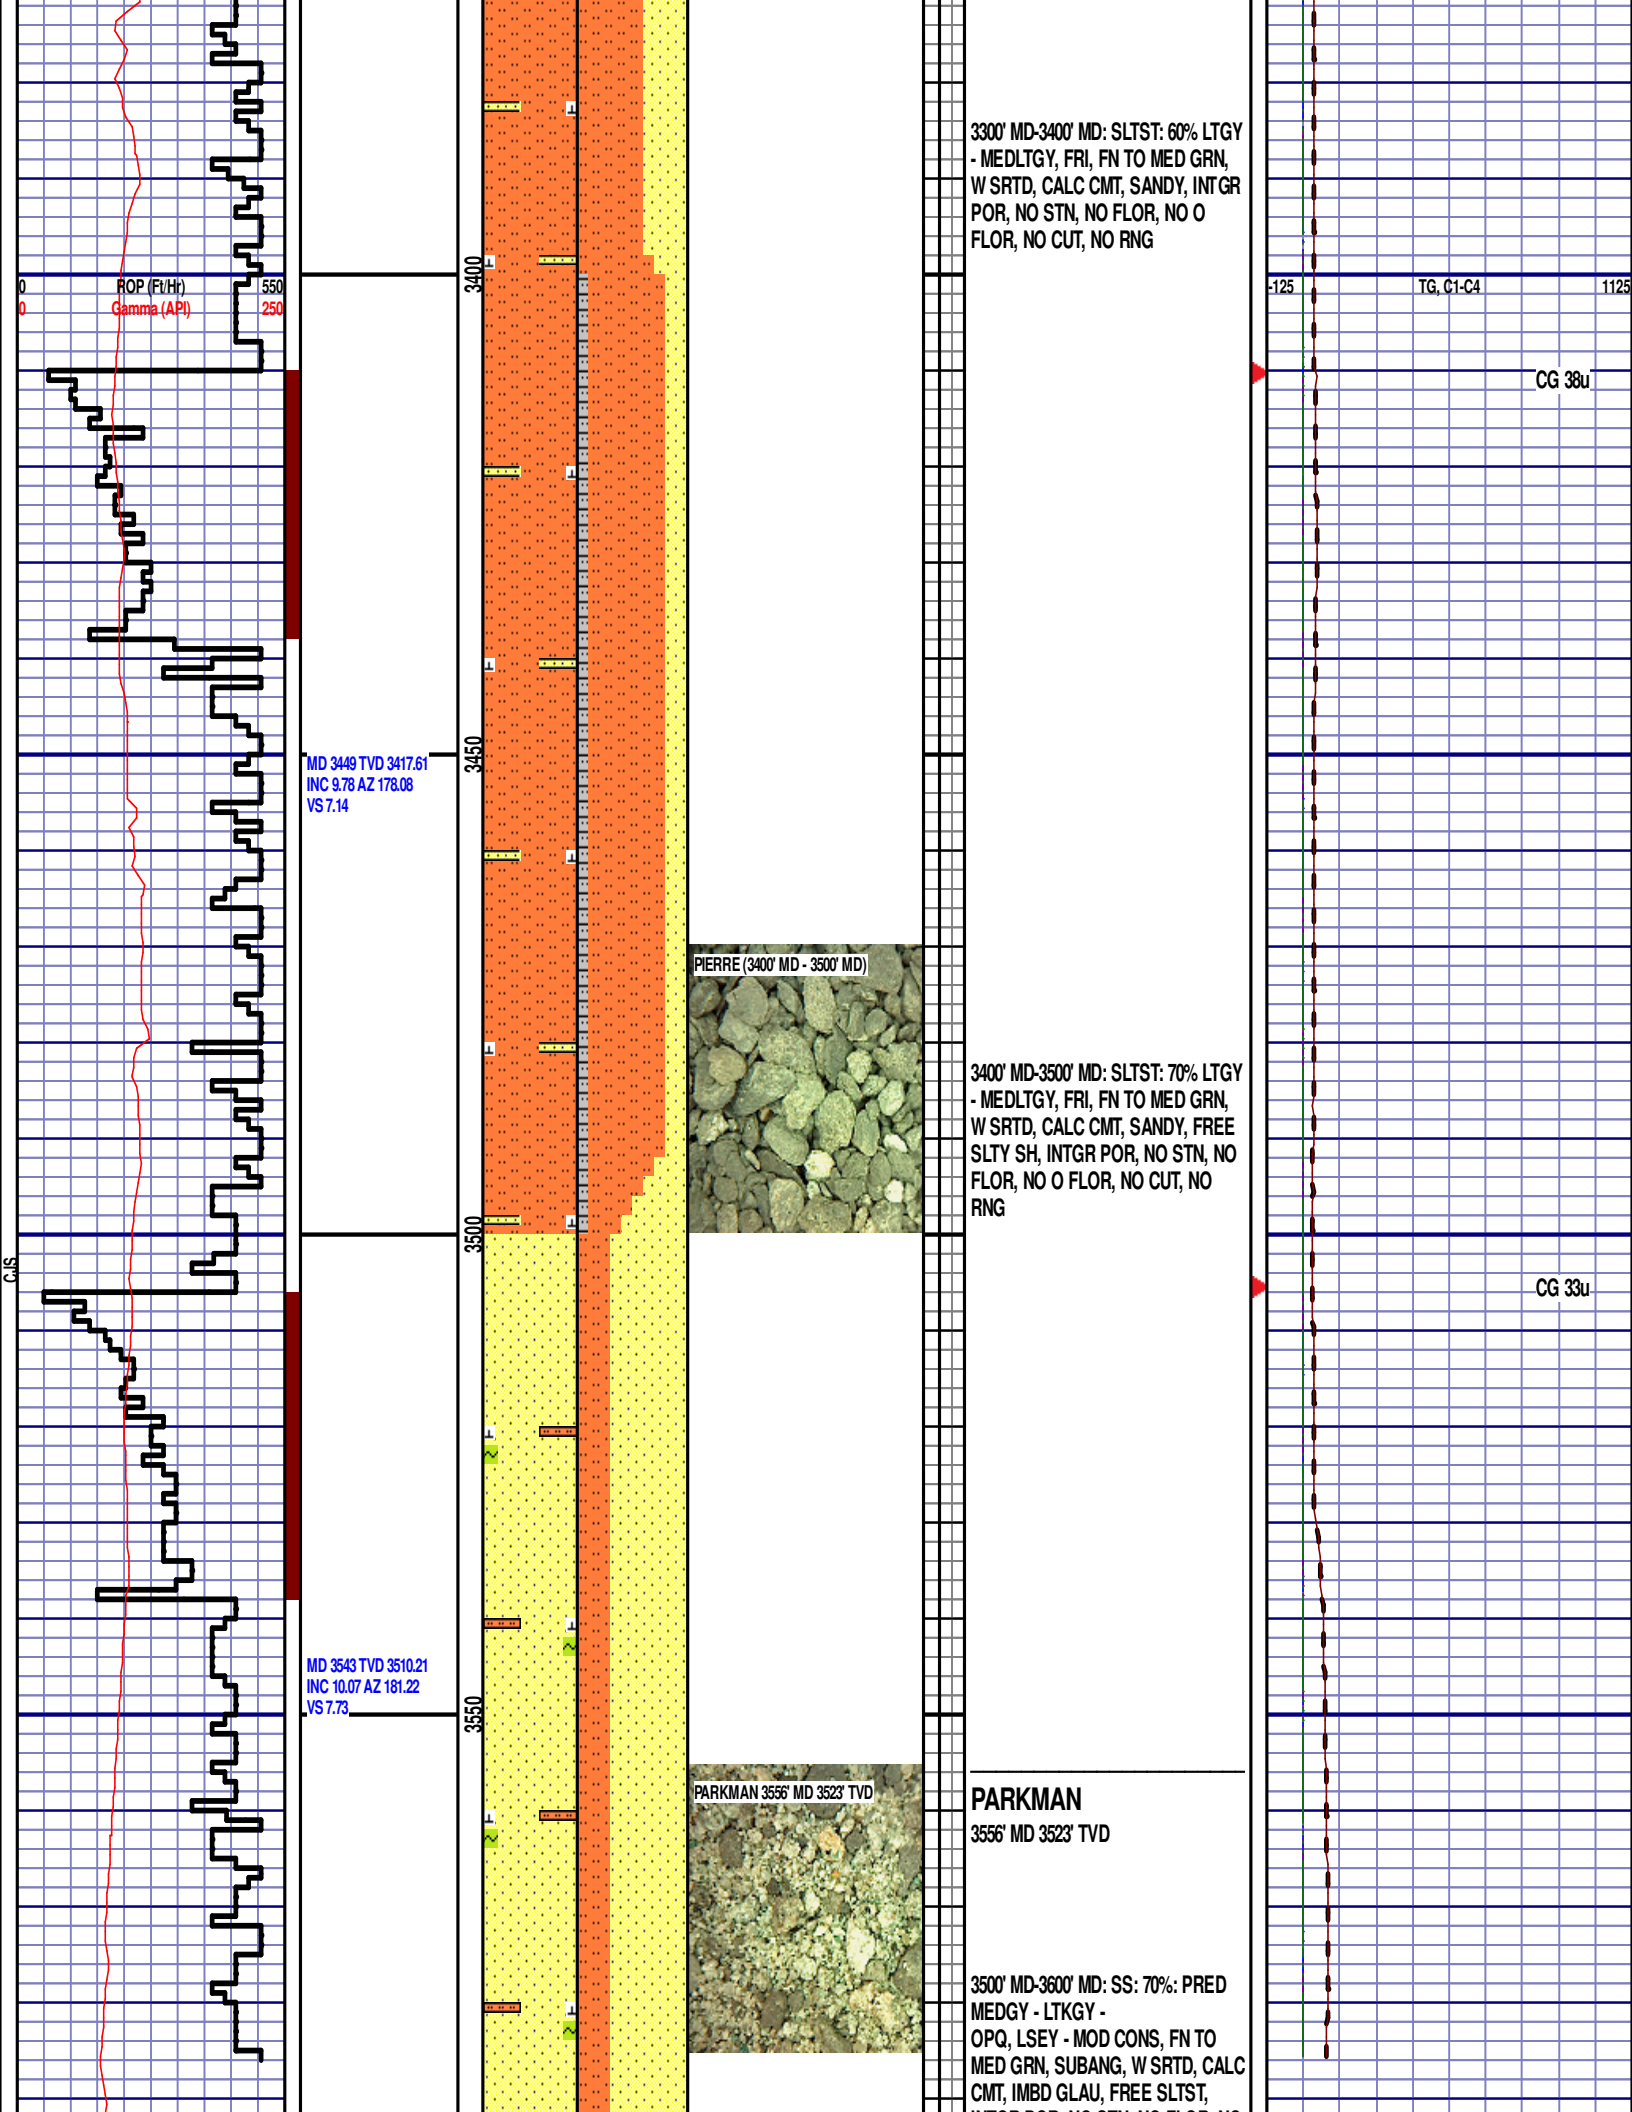 3300' MD-3400' MD: SLTST: 60% LTGY
- MEDLTGY, FRI, FN TO MED GRN,
W SRTD, CALC CMT, SANDY, INTGR
POR, NO STN, NO FLOR, NO O
FLOR, NO CUT, NO RNG
3400
0 ROP (Ft/Hr) 550
0 Gamma (API) 250
-125 TG, C1-C4 1125
CG 38u
3450
MD 3449 TVD 3417.61
INC 9.78 AZ 178.08
VS 7.14
PIERRE (3400' MD - 3500' MD)
3400' MD-3500' MD: SLTST: 70% LTGY
- MEDLTGY, FRI, FN TO MED GRN,
W SRTD, CALC CMT, SANDY, FREE
SLTY SH, INTGR POR, NO STN, NO
FLOR, NO O FLOR, NO CUT, NO
RNG
3500
CJS
CG 33u
MD 3543 TVD 3510.21
INC 10.07 AZ 181.22
VS 7.73
3550
PARKMAN 3556' MD 3523' TVD
PARKMAN
3556' MD 3523' TVD
3500' MD-3600' MD: SS: 70%: PRED
MEDGY - LTKGY -
OPQ, LSEY - MOD CONS, FN TO
MED GRN, SUBANG, W SRTD, CALC
CMT, IMBD GLAU, FREE SLTST,
INTGR POR, NO STN, NO FLOR, NO